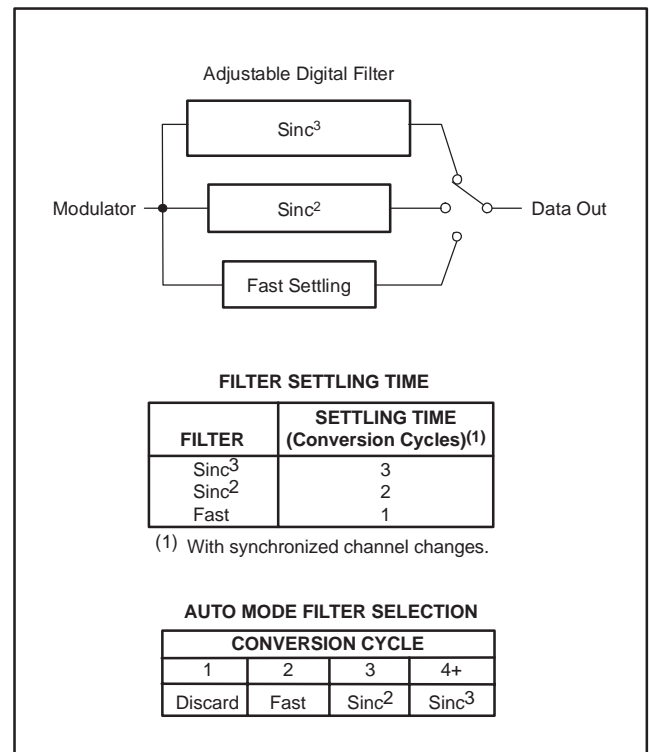 Adjustable Digital Filter
Sinc³
Modulator
Sinc²
Data Out
Fast Settling
FILTER SETTLING TIME
FILTER
SETTLING TIME
(Conversion Cycles)(1)
Sinc³ 3
Sinc² 2
Fast 1
(1) With synchronized channel changes.
AUTO MODE FILTER SELECTION
CONVERSION CYCLE
1 2 3 4+
Discard Fast Sinc² Sinc³